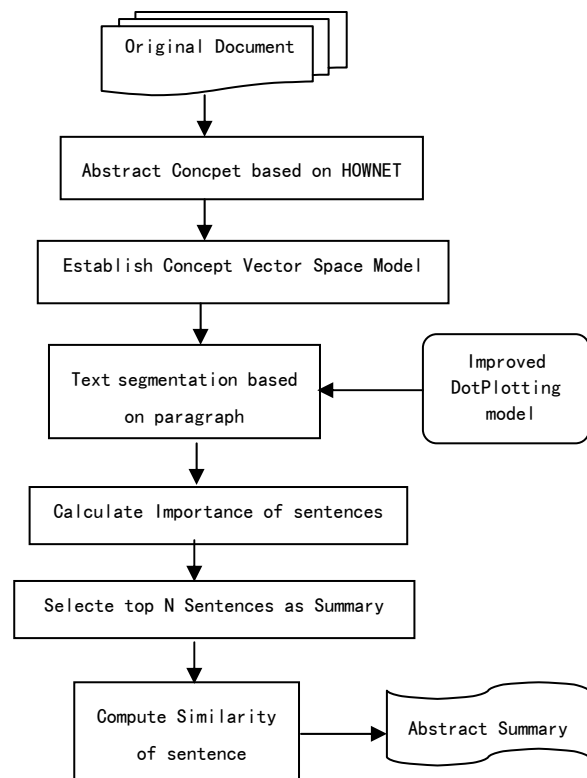 Original Document
Abstract Concpet based on HOWNET
Establish Concept Vector Space Model
Text segmentation based
on paragraph
Improved
DotPlotting
model
Calculate Importance of sentences
Selecte top N Sentences as Summary
Compute Similarity
of sentence
Abstract Summary